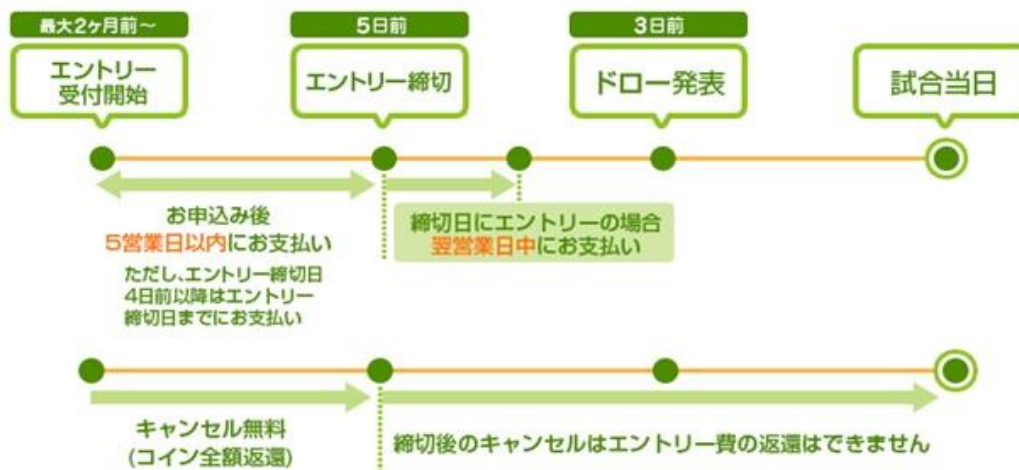 最大2ヶ月前～
エントリー
受付開始
5日前
エントリー締切
3日前
ドロー発表
試合当日
お申込み後
5営業日以内にお支払い
ただし、エントリー締切日
4日前以降はエントリー
締切日までにお支払い
締切日にエントリーの場合
翌営業日中にお支払い
キャンセル無料
(コイン全額返還)
締切後のキャンセルはエントリー費の返還はできません